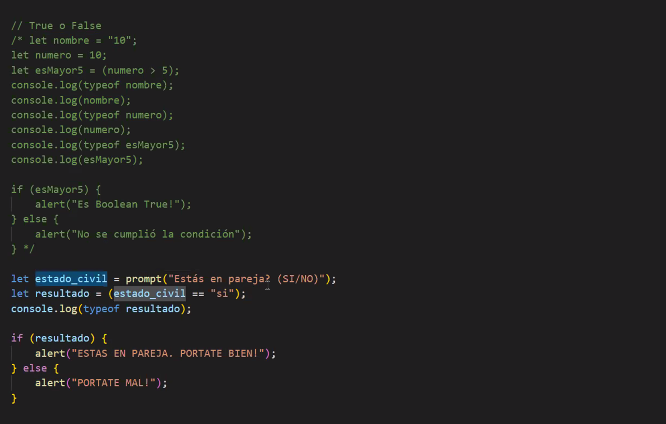 // True o False
/* let nombre = "10";
let numero = 10;
let esMayor5 = (numero > 5);
console.log(typeof nombre);
console.log(nombre);
console.log(typeof numero);
console.log(numero);
console.log(typeof esMayor5);
console.log(esMayor5);
if (esMayor5) {
alert("Es Boolean True!");
} else {
alert("No se cumplió la condición");
} */
let estado_civil = prompt("Estás en pareja? (SI/NO)");
let resultado = (estado_civil == "si");
console.log(typeof resultado);
if (resultado) {
alert("ESTAS EN PAREJA. PORTATE BIEN!");
} else {
alert("PORTATE MAL!");
}